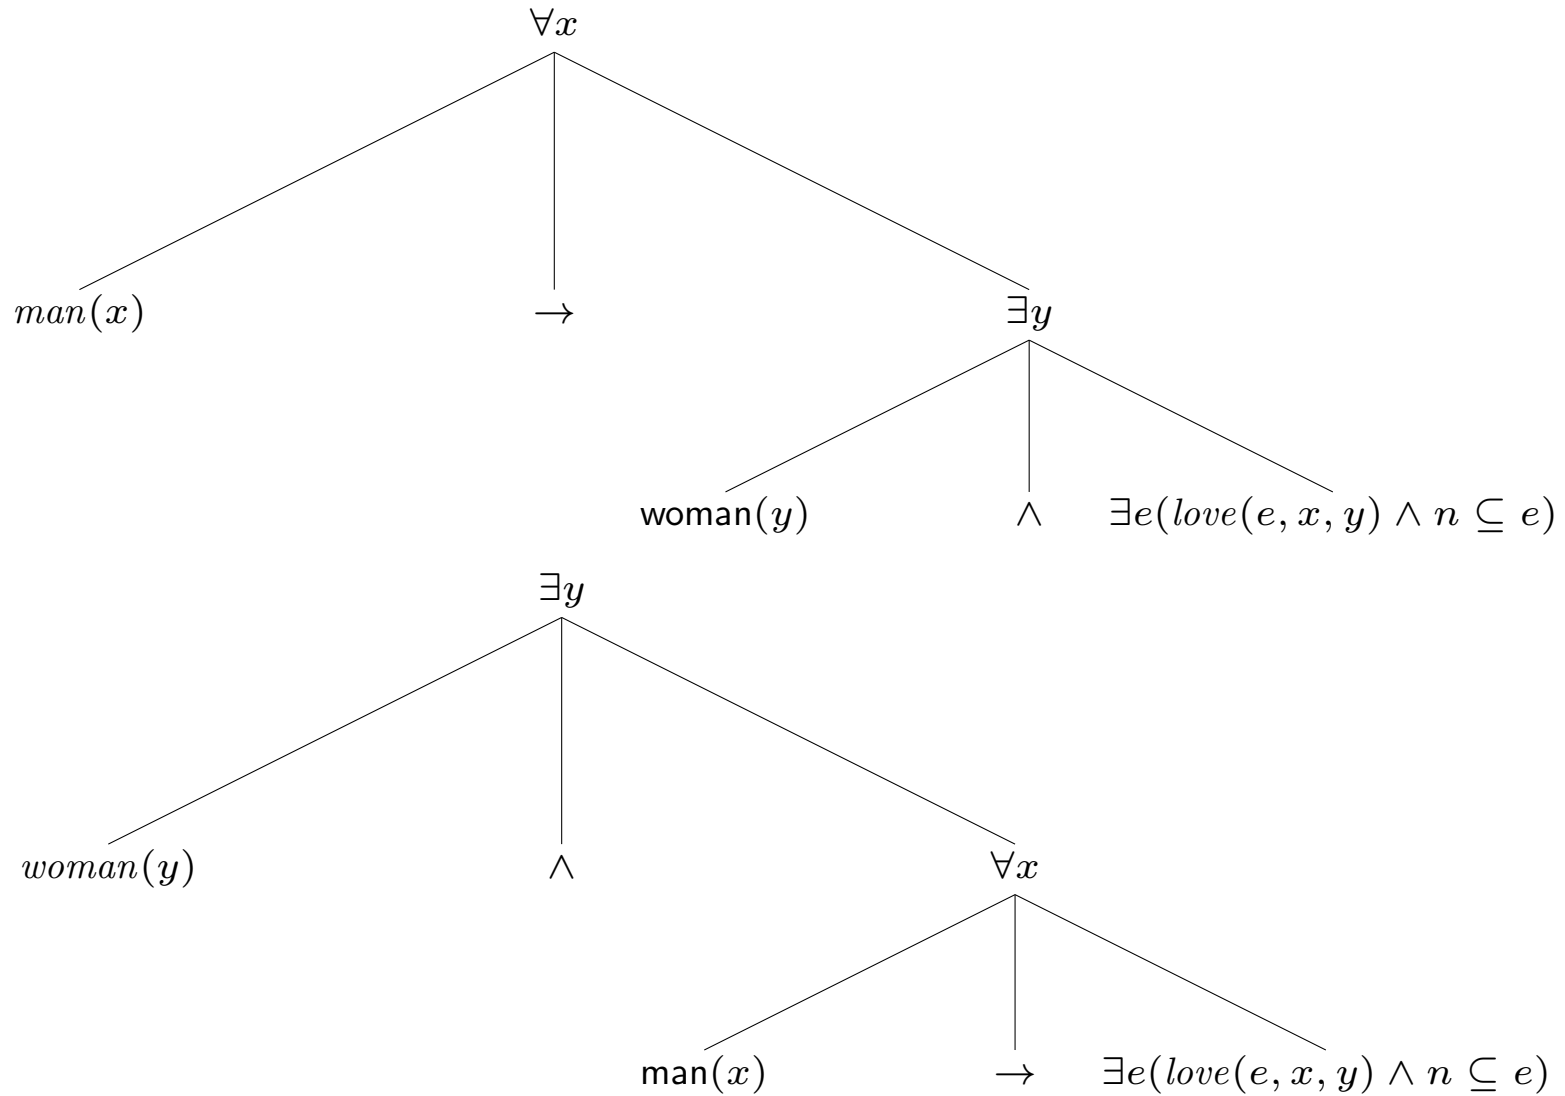 ∀x
man(x) → ∃y
woman(y) ∧ ∃e(love(e, x, y) ∧ n ⊆ e)
∃y
woman(y) ∧ ∀x
man(x) → ∃e(love(e, x, y) ∧ n ⊆ e)